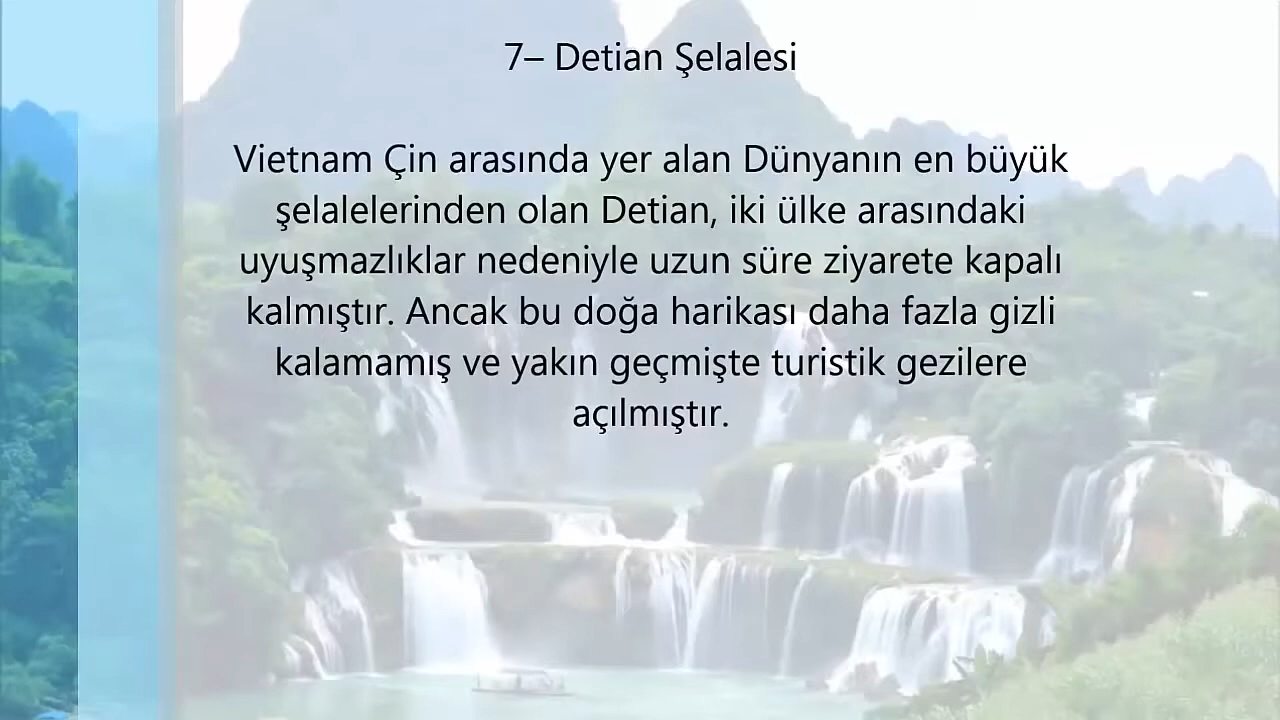 7– Detian Şelalesi
Vietnam Çin arasında yer alan Dünyanın en büyük
şelalelerinden olan Detian, iki ülke arasındaki
uyuşmazlıklar nedeniyle uzun süre ziyarete kapalı
kalmıştır. Ancak bu doğa harikası daha fazla gizli
kalamamış ve yakın geçmişte turistik gezilere
açılmıştır.